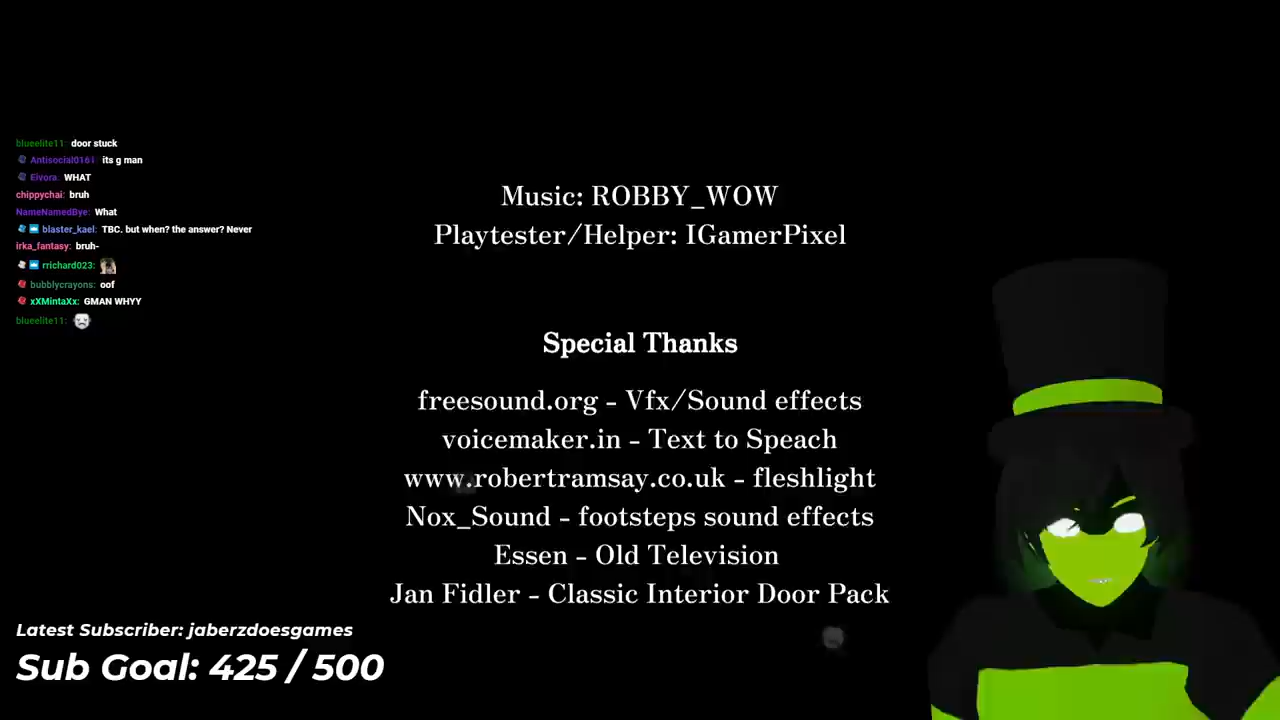 blueelite11: door stuck
Antisocial016: its g man
Eivora: WHAT
chippychai: bruh
NameNamedBye: What
blaster_kael: TBC. but when? the answer? Never
irka_fantasy: bruh-
rrichard023:
bubblycrayons: oof
xXMintaXx: GMAN WHYY
blueelite11:
Music: ROBBY_WOW
Playtester/Helper: IGamerPixel
Special Thanks
freesound.org - Vfx/Sound effects
voicemaker.in - Text to Speach
www.robertramsay.co.uk - fleshlight
Nox_Sound - footsteps sound effects
Essen - Old Television
Jan Fidler - Classic Interior Door Pack
Latest Subscriber: jaberzdoesgames
Sub Goal: 425 / 500